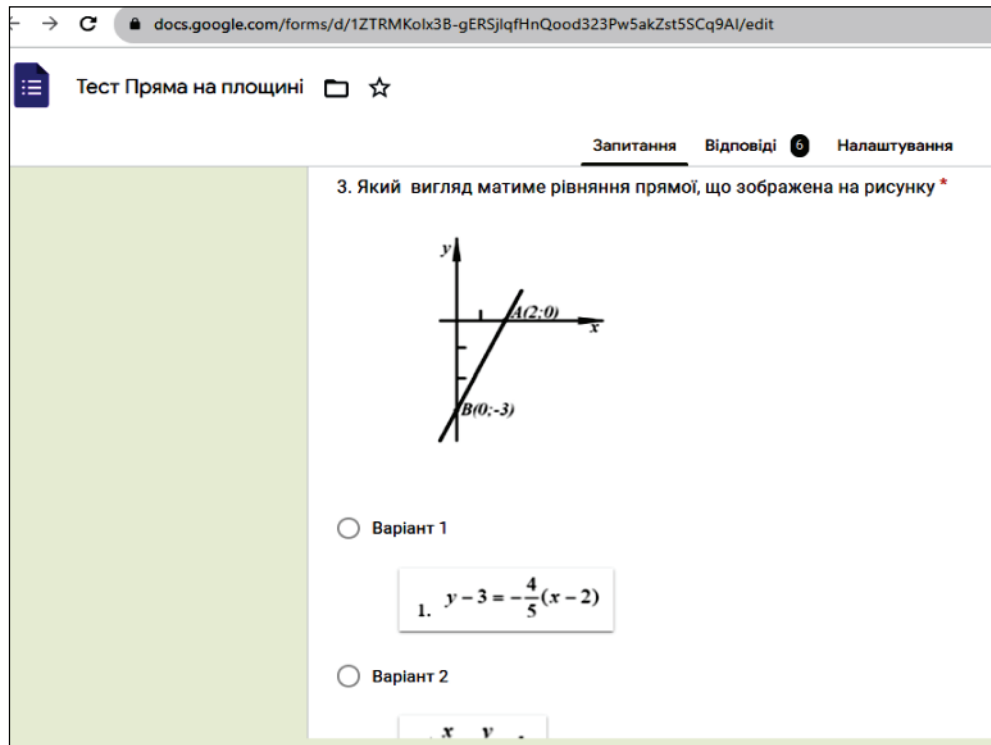 docs.google.com/forms/d/1ZTRMKolx3B-gERSjlqfHnQood323Pw5akZst5SCq9AI/edit
Тест Пряма на площині
Запитання Відповіді 6 Налаштування
3. Який вигляд матиме рівняння прямої, що зображена на рисунку *
y
A(2;0)
x
B(0;-3)
Варіант 1
1. y – 3 = –4/5(x – 2)
Варіант 2
x y